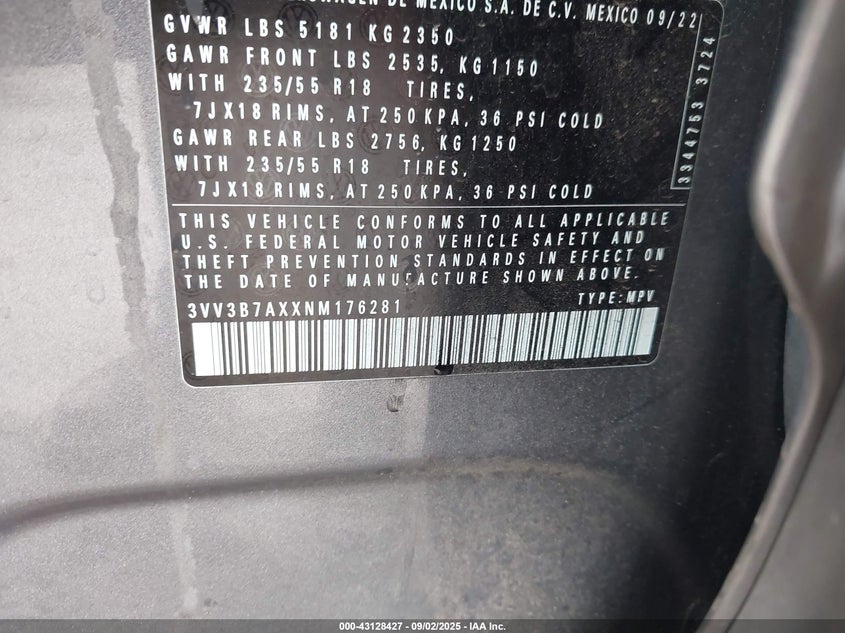 DE MEXICO S.A. DE C.V. MEXICO 09/22
GVWR LBS 5181 KG 2350
GAWR FRONT LBS 2535, KG 1150
WITH 235/55 R18 TIRES,
7JX18 RIMS, AT 250 KPA, 36 PSI COLD
GAWR REAR LBS 2756, KG 1250
WITH 235/55 R18 TIRES,
7JX18 RIMS, AT 250 KPA, 36 PSI COLD
3344753 3724
THIS VEHICLE CONFORMS TO ALL APPLICABLE
U.S. FEDERAL MOTOR VEHICLE SAFETY AND
THEFT PREVENTION STANDARDS IN EFFECT ON
THE DATE OF MANUFACTURE SHOWN ABOVE.
3VV3B7AXXNM176281 TYPE:MPV
000-43128427 - 09/02/2025 - IAA Inc.